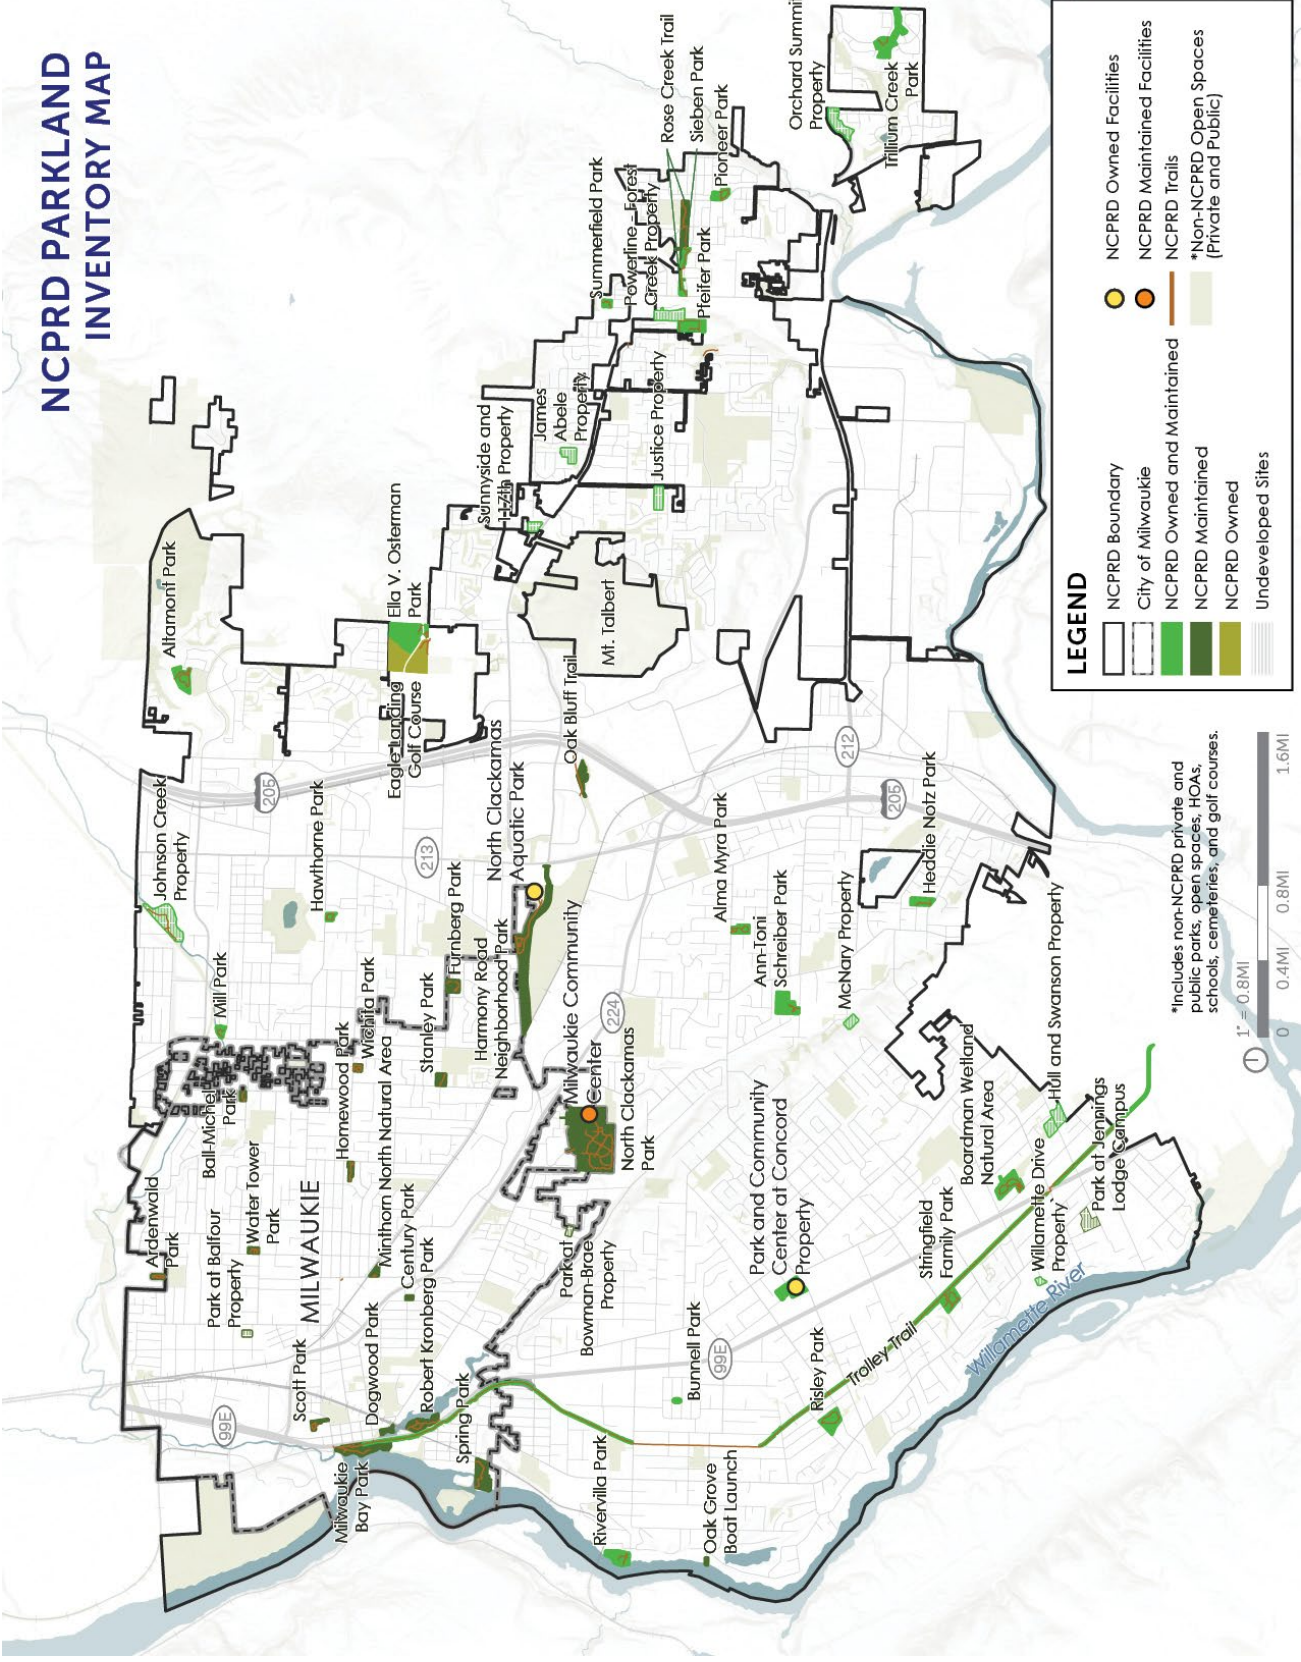 NCPRD PARKLAND
INVENTORY MAP
Altamont Park
Johnson Creek
Property
Mill Park
Ball-Michel
Park
Ardenwald
Park
Park at Balfour
Property
Water Tower
Park
MILWAUKIE
Homewood Park
Wichita Park
Hawthorne Park
205
213
Eagle Landing
Golf Course
Ella V. Osterman
Park
Sunnyside and
117th Property
James
Abele
Property
Summerfield Park
Powerline - Forest
Creek Property
Rose Creek Trail
Sieben Park
Pioneer Park
Pfeifer Park
Justice Property
Orchard Summit
Property
Trillium Creek
Park
Mt. Talbert
Oak Bluff Trail
North Clackamas
Aquatic Park
Furnberg Park
Harmony Road
Neighborhood Park
Stanley Park
Minthorn North Natural Area
Century Park
Robert Kronberg Park
Dogwood Park
Scott Park
99E
Milwaukie
Bay Park
Spring Park
Milwaukie Community
Center
North Clackamas
Park
224
Park at
Bowman-Brae
Property
Rivervilla Park
Oak Grove
Boat Launch
Bunnell Park
99E
Risley Park
Trolley Trail
Park and Community
Center at Concord
Property
Alma Myra Park
Ann-Toni
Schreiber Park
McNary Property
212
205
Heddie Notz Park
Stringfield
Family Park
Boardman Wetland
Natural Area
Hull and Swanson Property
Willamette Drive
Property
Park at Jennings
Lodge Campus
Willamette River
LEGEND
NCPRD Boundary
City of Milwaukie
NCPRD Owned and Maintained
NCPRD Maintained
NCPRD Owned
Undeveloped Sites
NCPRD Owned Facilities
NCPRD Maintained Facilities
NCPRD Trails
*Non-NCPRD Open Spaces
(Private and Public)
*Includes non-NCPRD private and
public parks, open spaces, HOAs,
schools, cemeteries, and golf courses.
1" = 0.8MI
0 0.4MI 0.8MI 1.6MI